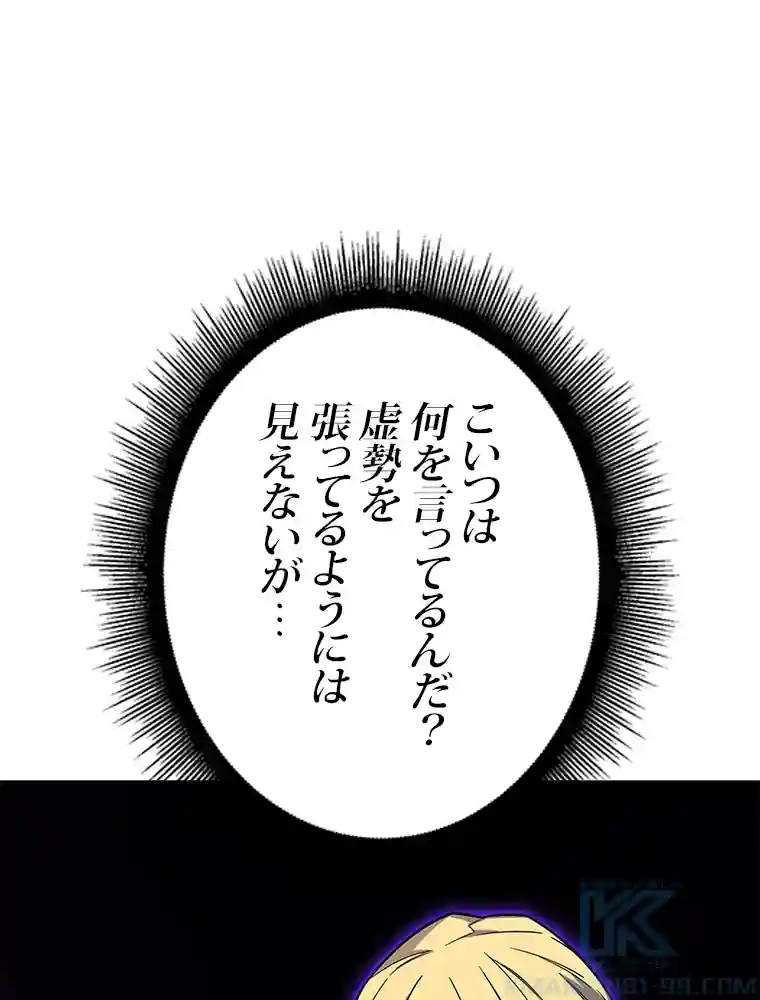 こいつは
何を言ってるんだ?
虚勢を
張ってるようには
見えないが…